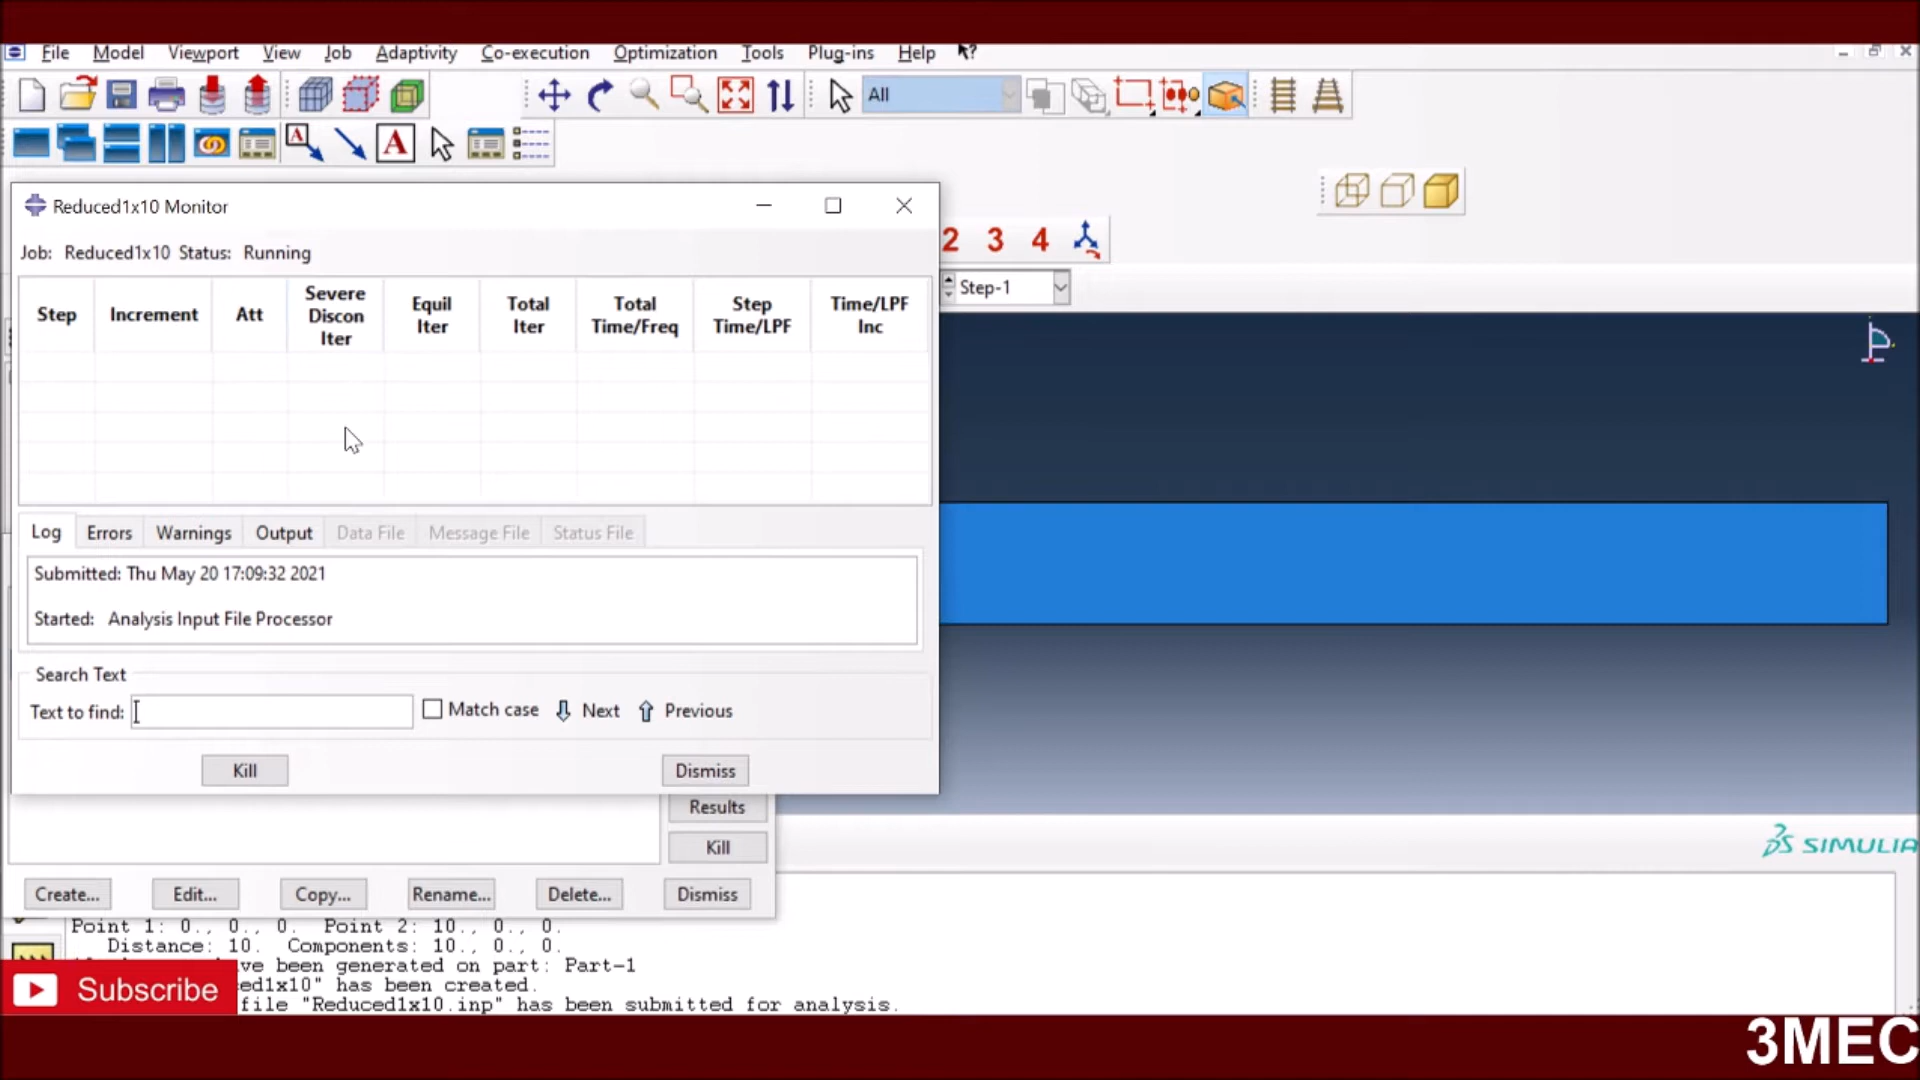 File Model Viewport View Job Adaptivity Co-execution Optimization Tools Plug-ins Help
All
A A
Reduced1x10 Monitor
2 3 4
Job: Reduced1x10 Status: Running
Step-1
Step Increment Att Severe Discon Iter Equil Iter Total Iter Total Time/Freq Step Time/LPF Time/LPF Inc
Log Errors Warnings Output Data File Message File Status File
Submitted: Thu May 20 17:09:32 2021
Started: Analysis Input File Processor
Search Text
Text to find: Match case Next Previous
Kill Dismiss
Results
Kill
SIMULIA
Create... Edit... Copy... Rename... Delete... Dismiss
Point 1: 0., 0., 0. Point 2: 10., 0., 0.
Distance: 10. Components: 10., 0., 0.
ve been generated on part: Part-1
ed1x10" has been created.
file "Reduced1x10.inp" has been submitted for analysis.
Subscribe
3MEC